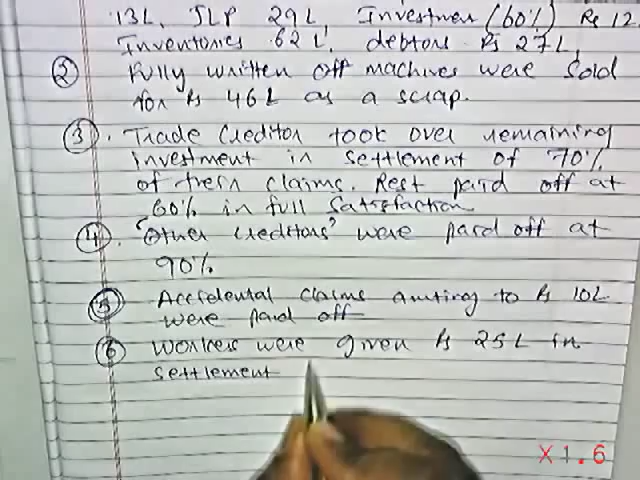 13L, JLP 29L Investment (60%) Rs 12.
Inventories 62L, debtors Rs 27L,
② Fully written off machines were sold
for Rs 46L as a scrap.
③. Trade Creditor took over remaining
investment in settlement of 70%
of their claims. Rest paid off at
60% in full satisfaction
④. "Other creditors" were paid off at
90%
⑤ Accidental claims amting to Rs 10L
were paid off
⑥ Workers were given Rs 25L in
settlement
X1.6